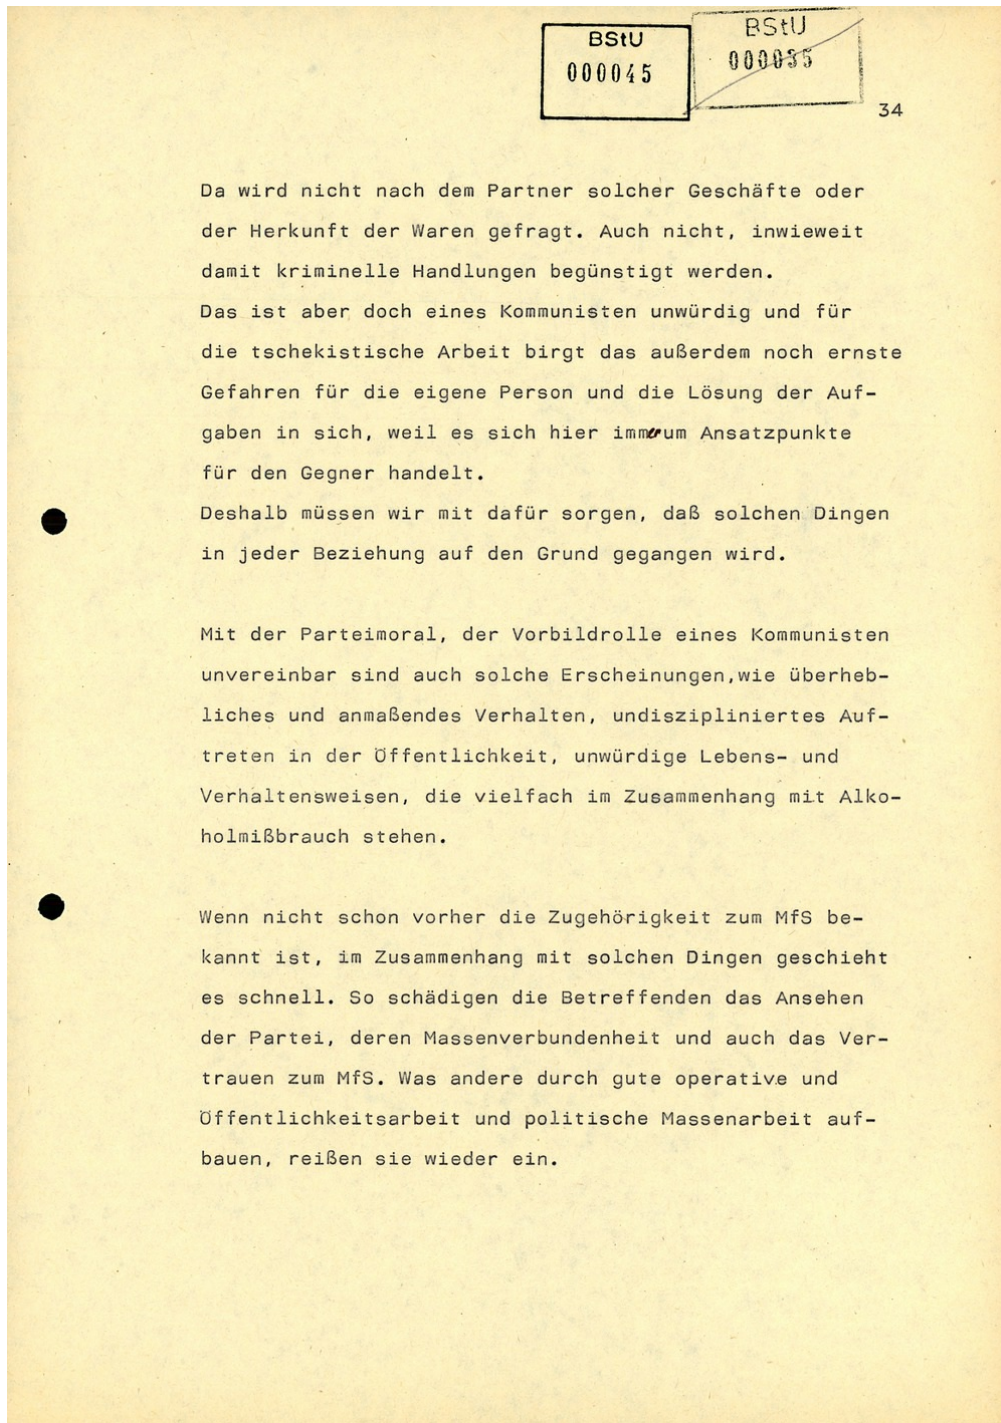 BStU
000045
BStU
000035
34
Da wird nicht nach dem Partner solcher Geschäfte oder
der Herkunft der Waren gefragt. Auch nicht, inwieweit
damit kriminelle Handlungen begünstigt werden.
Das ist aber doch eines Kommunisten unwürdig und für
die tschekistische Arbeit birgt das außerdem noch ernste
Gefahren für die eigene Person und die Lösung der Auf-
gaben in sich, weil es sich hier immer um Ansatzpunkte
für den Gegner handelt.
Deshalb müssen wir mit dafür sorgen, daß solchen Dingen
in jeder Beziehung auf den Grund gegangen wird.
Mit der Parteimoral, der Vorbildrolle eines Kommunisten
unvereinbar sind auch solche Erscheinungen,wie überheb-
liches und anmaßendes Verhalten, undiszipliniertes Auf-
treten in der Öffentlichkeit, unwürdige Lebens- und
Verhaltensweisen, die vielfach im Zusammenhang mit Alko-
holmißbrauch stehen.
Wenn nicht schon vorher die Zugehörigkeit zum MfS be-
kannt ist, im Zusammenhang mit solchen Dingen geschieht
es schnell. So schädigen die Betreffenden das Ansehen
der Partei, deren Massenverbundenheit und auch das Ver-
trauen zum MfS. Was andere durch gute operative und
Öffentlichkeitsarbeit und politische Massenarbeit auf-
bauen, reißen sie wieder ein.